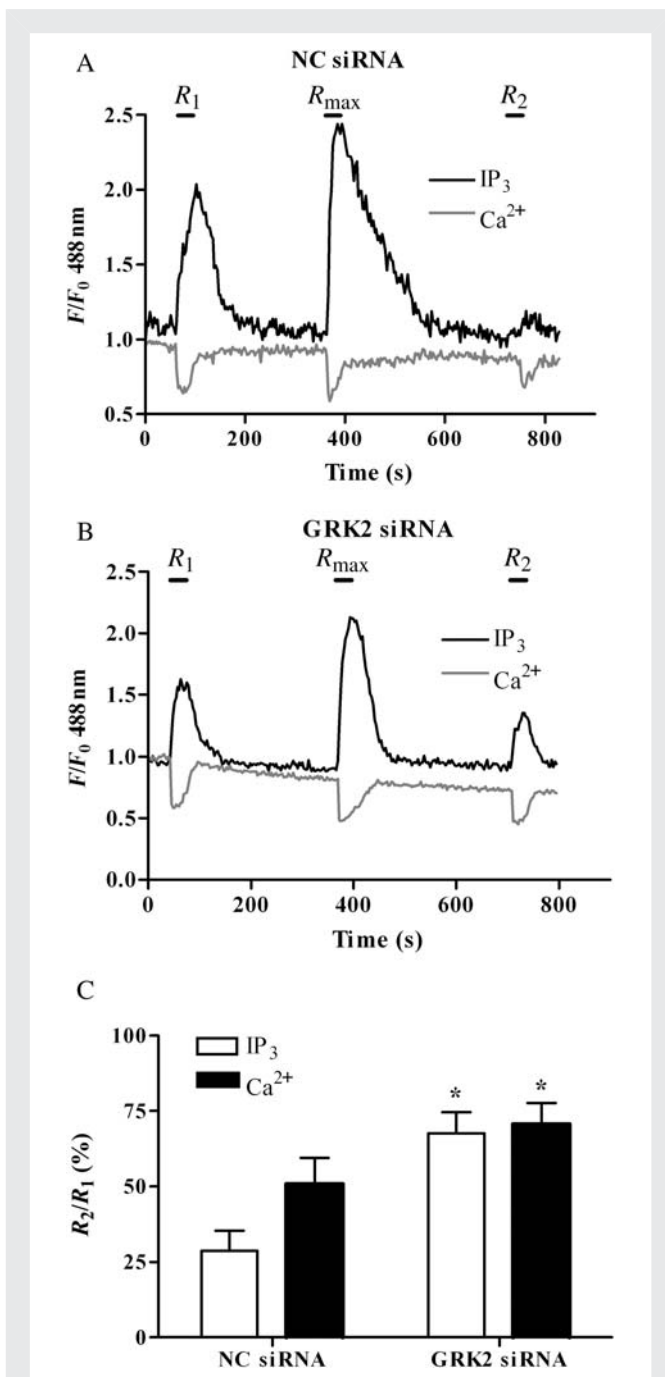 A
NC siRNA
R1
Rmax
R2
2.5
2.0
1.5
1.0
0.5
F/F0 488 nm
IP3
Ca2+
0
200
400
600
800
Time (s)
B
GRK2 siRNA
R1
Rmax
R2
2.5
2.0
1.5
1.0
0.5
0.0
F/F0 488 nm
IP3
Ca2+
0
200
400
600
800
Time (s)
C
100
75
50
25
0
R2/R1 (%)
IP3
Ca2+
* *
NC siRNA
GRK2 siRNA